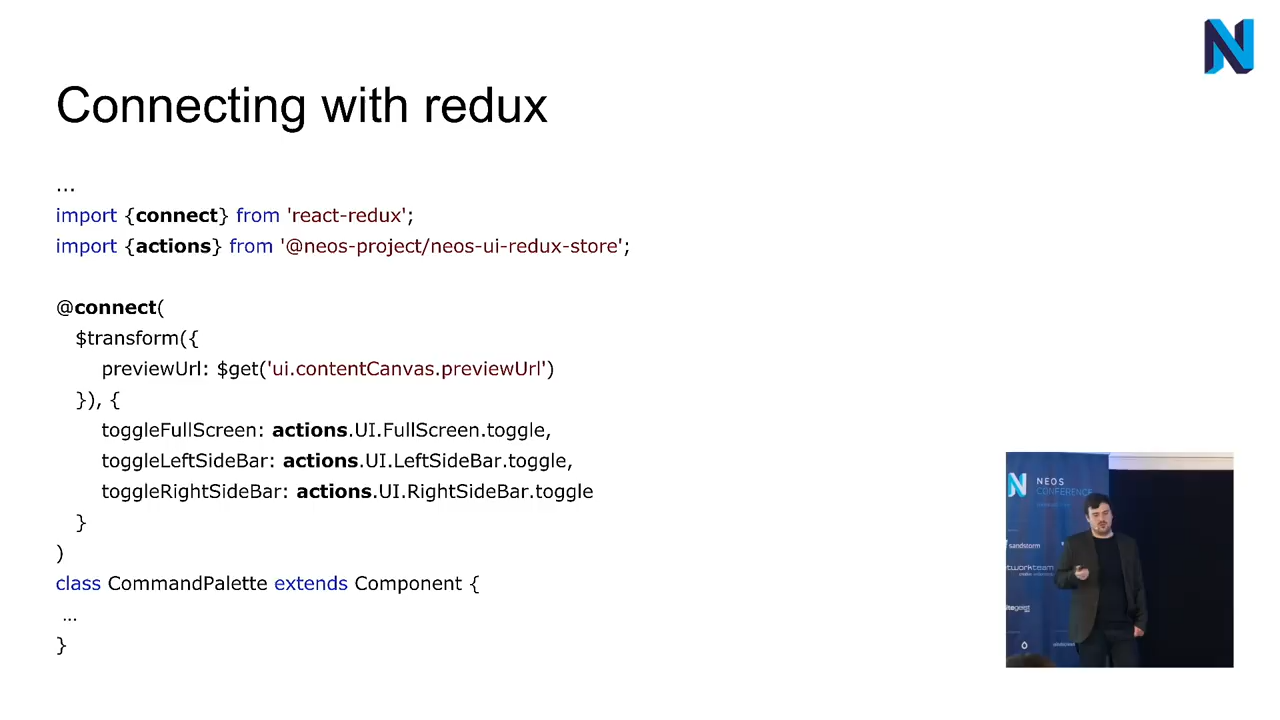 Connecting with redux
...
import {connect} from 'react-redux';
import {actions} from '@neos-project/neos-ui-redux-store';
@connect(
$transform({
previewUrl: $get('ui.contentCanvas.previewUrl')
}), {
toggleFullScreen: actions.UI.FullScreen.toggle,
toggleLeftSideBar: actions.UI.LeftSideBar.toggle,
toggleRightSideBar: actions.UI.RightSideBar.toggle
}
)
class CommandPalette extends Component {
...
}
NEOS
CONFERENCE
sandstorm